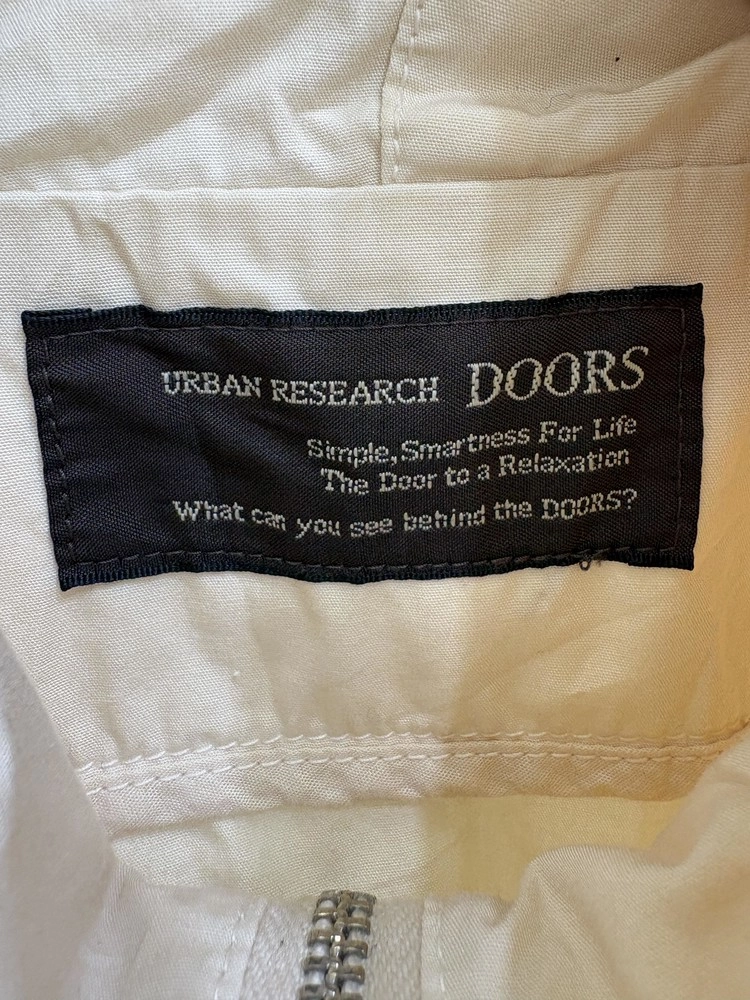 URBAN RESEARCH DOORS
Simple, Smartness For Life
The Door to a Relaxation
What can you see behind the DOORS?